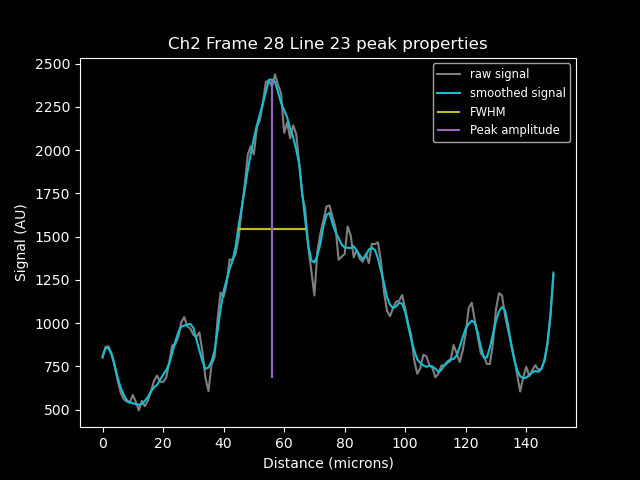 Ch2 Frame 28 Line 23 peak properties
raw signal
smoothed signal
FWHM
Peak amplitude
Signal (AU)
2500
2250
2000
1750
1500
1250
1000
750
500
0 20 40 60 80 100 120 140
Distance (microns)